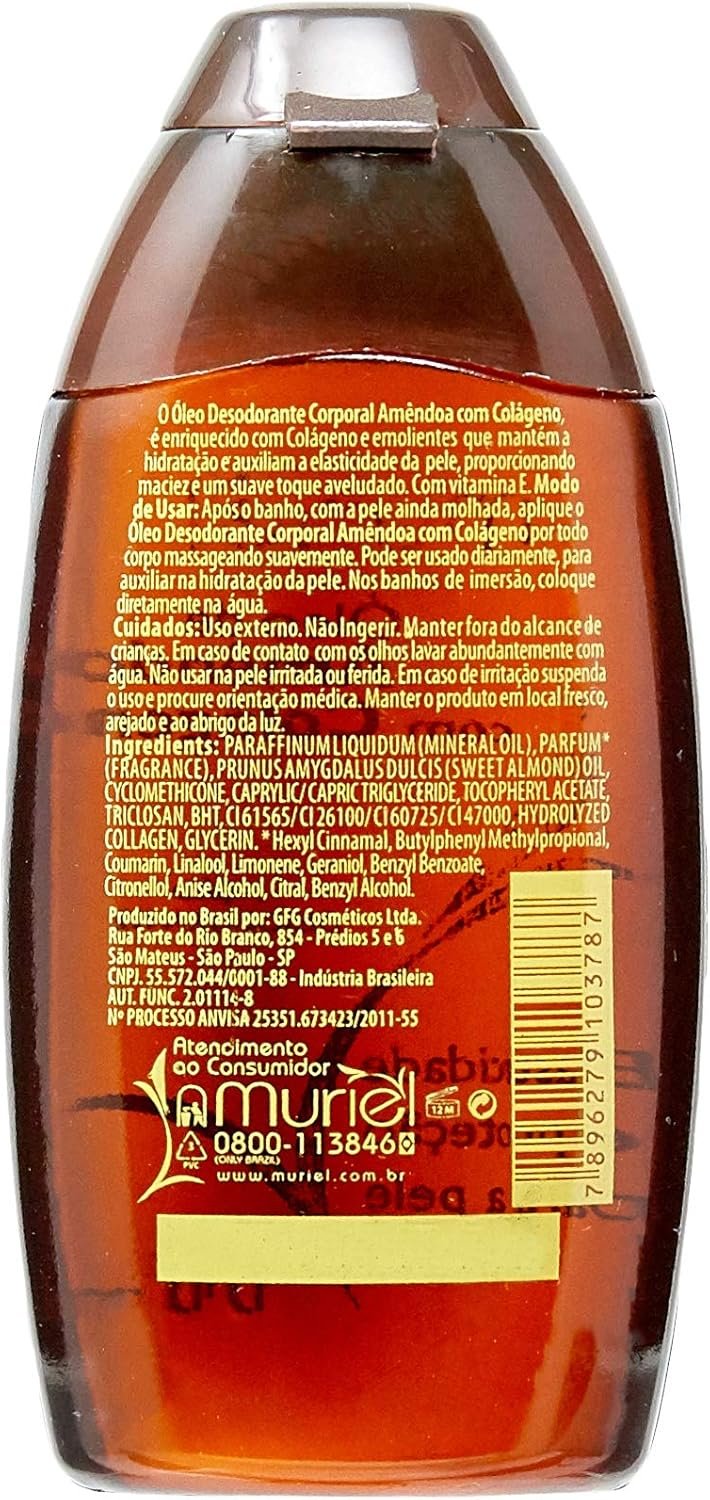 O Óleo Desodorante Corporal Amêndoa com Colágeno,
é enriquecido com Colágeno e emolientes que mantém a
hidratação e auxiliam a elasticidade da pele, proporcionando
maciez e um suave toque aveludado. Com vitamina E. Modo
de Usar: Após o banho, com a pele ainda molhada, aplique o
Óleo Desodorante Corporal Amêndoa com Colágeno por todo
corpo massageando suavemente. Pode ser usado diáriamente, para
auxiliar na hidratação da pele. Nos banhos de imersão, coloque
diretamente na água.
Cuidados: Uso externo. Não Ingerir. Manter fora do alcance de
crianças. Em caso de contato com os olhos lavar abundantemente com
água. Não usar na pele irritada ou ferida. Em caso de irritação suspenda
o uso e procure orientação médica. Manter o produto em local fresco,
arejado e ao abrigo da luz.
Ingredients: PARAFFINUM LIQUIDUM (MINERAL OIL), PARFUM*
(FRAGRANCE), PRUNUS AMYGDALUS DULCIS (SWEET ALMOND) OIL,
CYCLOMETHICONE, CAPRYLIC/ CAPRIC TRIGLYCERIDE, TOCOPHERYL ACETATE,
TRICLOSAN, BHT, CI 61565/ CI 26100/ CI 60725/ CI 47000, HYDROLYZED
COLLAGEN, GLYCERIN. *Hexyl Cinnamal, Butylphenyl Methylpropional,
Coumarin, Linalool, Limonene, Geraniol, Benzyl Benzoate,
Citronellol, Anise Alcohol, Citral, Benzyl Alcohol.
Produzido no Brasil por: GFG Cosméticos Ltda.
Rua Forte do Rio Branco, 854 - Prédios 5 e 6
São Mateus - São Paulo - SP
CNPJ. 55.572.044/0001-88 - Indústria Brasileira
AUT. FUNC. 2.01114-8
Nº PROCESSO ANVISA 25351.673423/2011-55
Atendimento
ao Consumidor
muriel
12M
PVC
0800-113846
(ONLY BRAZIL)
www.muriel.com.br
7896279103787